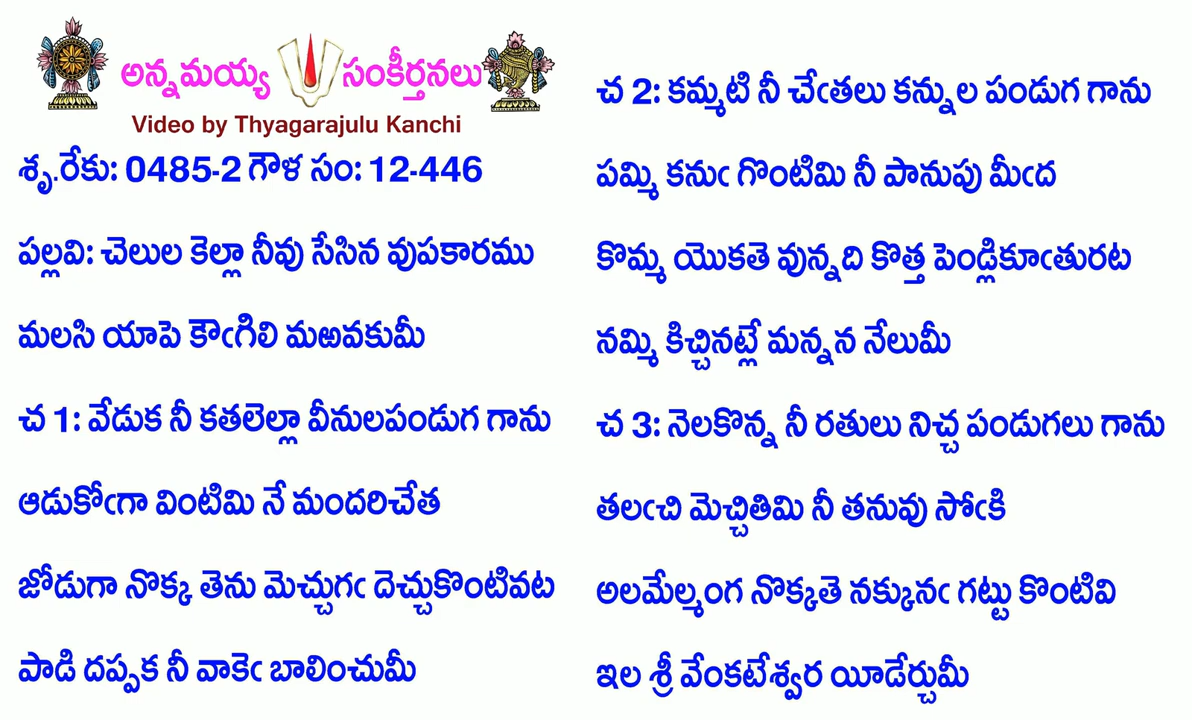 అన్నమయ్య సంకీర్తనలు
Video by Thyagarajulu Kanchi
శృ.రేకు: 0485-2 గౌళ సం: 12-446
పల్లవి: చెలుల కెల్లా నీవు సేసిన వుపకారము
మలసి యాపె కౌఁగిలి మఱవకుమీ
చ 1: వేడుక నీ కతలెల్లా వీనులపండుగ గాను
ఆడుకోఁగా వింటిమి నే మందరిచేత
జోడుగా నొక్క తెను మెచ్చుగఁ దెచ్చుకొంటివట
పాడి దప్పక నీ వాకెఁ బాలించుమీ
చ 2: కమ్మటి నీ చేఁతలు కన్నుల పండుగ గాను
పమ్మి కనుఁ గొంటిమి నీ పానుపు మీఁద
కొమ్మ యొకతె వున్నది కొత్త పెండ్లికూఁతురట
నమ్మి కిచ్చినట్లే మన్నన నేలుమీ
చ 3: నెలకొన్న నీ రతులు నిచ్చ పండుగలు గాను
తలఁచి మెచ్చితిమి నీ తనువు సోఁకి
అలమేల్మంగ నొక్కతె నక్కునఁ గట్టు కొంటివి
ఇల శ్రీ వేంకటేశ్వర యీడేర్చుమీ